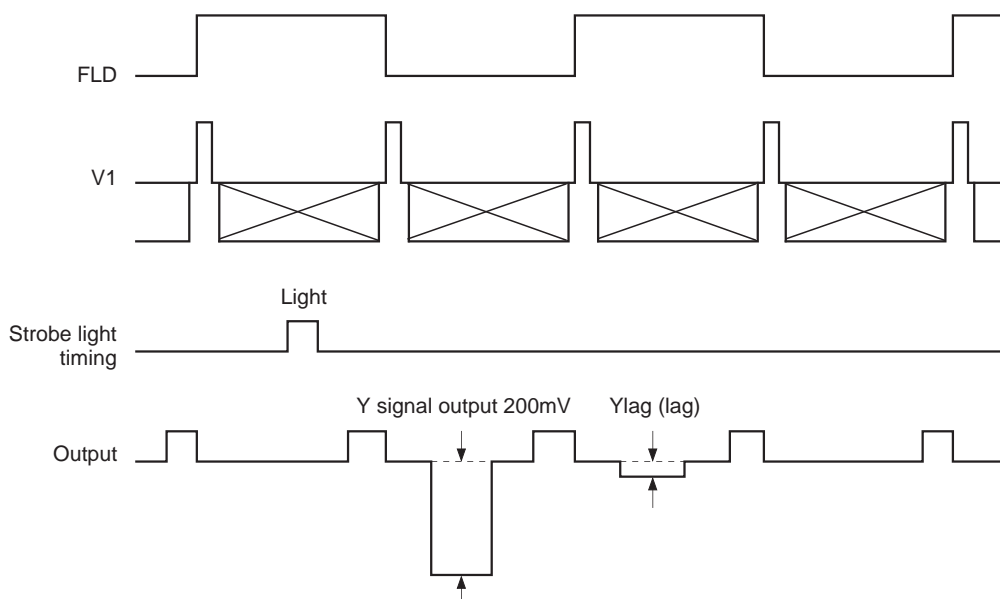 FLD
V1
Light
Strobe light
timing
Y signal output 200mV
Ylag (lag)
Output